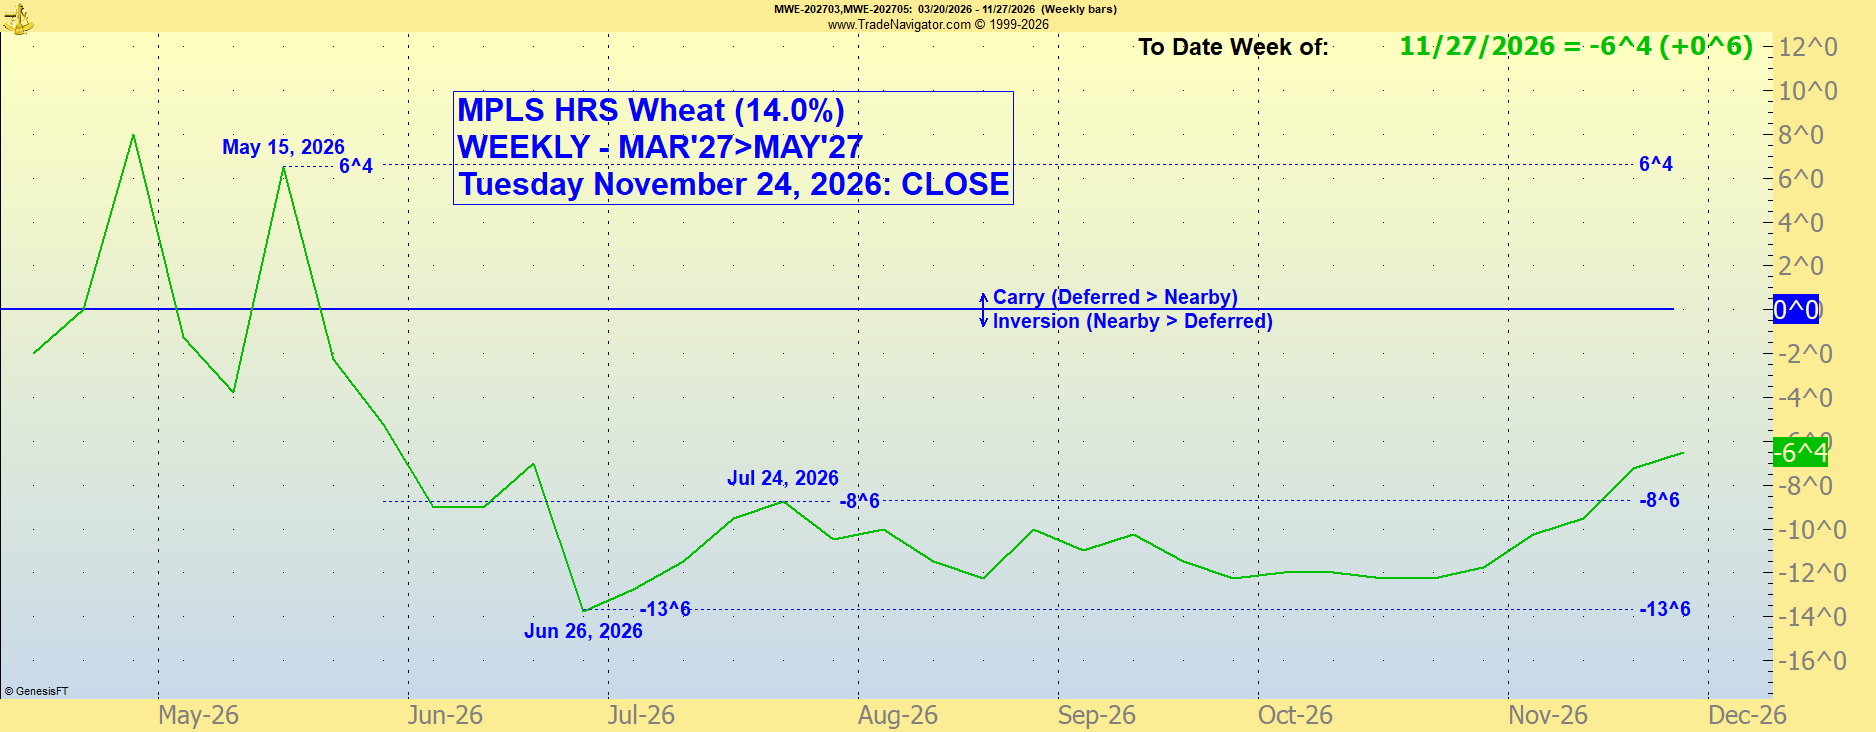 MWE-202703,MWE-202705: 03/20/2026 - 11/27/2026 (Weekly bars)
www.TradeNavigator.com © 1999-2026
To Date Week of: 11/27/2026 = -6^4 (+0^6)
MPLS HRS Wheat (14.0%)
WEEKLY - MAR'27>MAY'27
Tuesday November 24, 2026: CLOSE
May 15, 2026
6^4
6^4
Carry (Deferred > Nearby)
Inversion (Nearby > Deferred)
Jul 24, 2026
-8^6
-8^6
-13^6
-13^6
Jun 26, 2026
12^0
10^0
8^0
6^0
4^0
2^0
0^0
-2^0
-4^0
-6^0
-6^4
-8^0
-10^0
-12^0
-14^0
-16^0
© GenesisFT
May-26 Jun-26 Jul-26 Aug-26 Sep-26 Oct-26 Nov-26 Dec-26